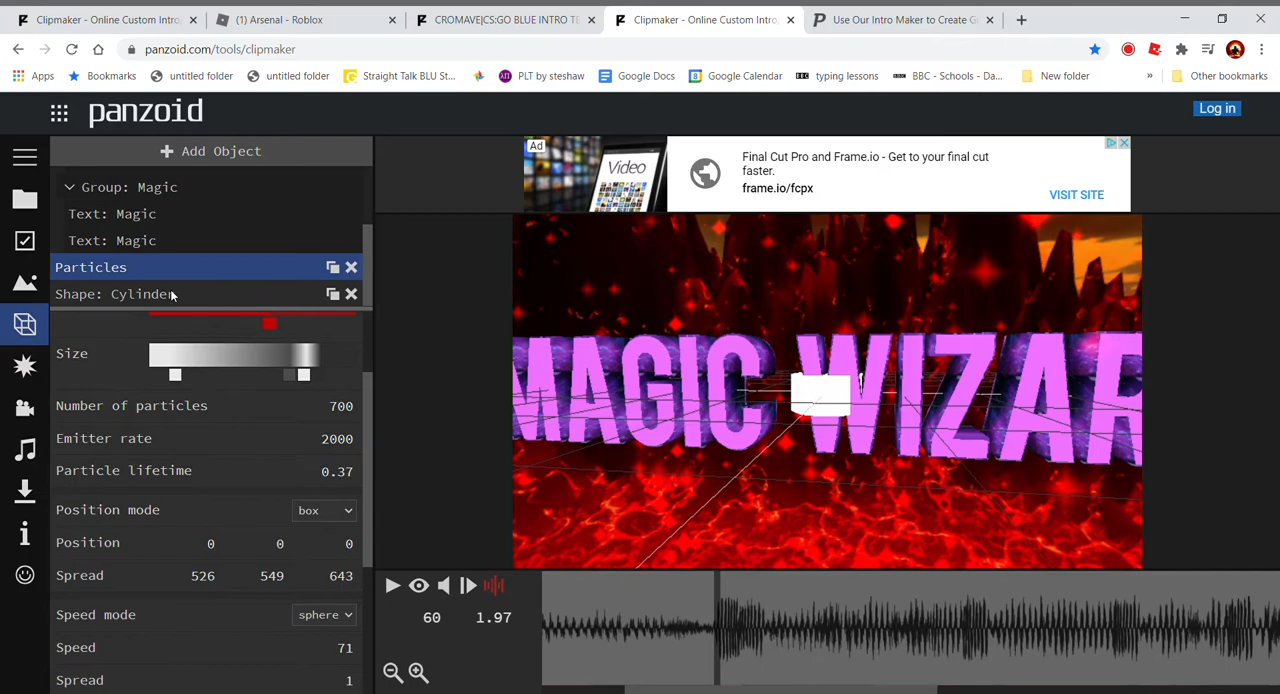 Clipmaker - Online Custom Intro,
(1) Arsenal - Roblox
CROMAVE|CS:GO BLUE INTRO TE
Clipmaker - Online Custom Intro,
Use Our Intro Maker to Create G
panzoid.com/tools/clipmaker
Apps
Bookmarks
untitled folder
untitled folder
Straight Talk BLU St...
PLT by steshaw
Google Docs
Google Calendar
BBC typing lessons
BBC - Schools - Da...
New folder
»
Other bookmarks
panzoid
Log in
+ Add Object
Group: Magic
Text: Magic
Text: Magic
Particles
Shape: Cylinder
Size
Number of particles 700
Emitter rate 2000
Particle lifetime 0.37
Position mode box
Position 0 0 0
Spread 526 549 643
Speed mode sphere
Speed 71
Spread 1
Ad
Video
Final Cut Pro and Frame.io - Get to your final cut
faster.
frame.io/fcpx
VISIT SITE
MAGIC WIZAR
60 1.97